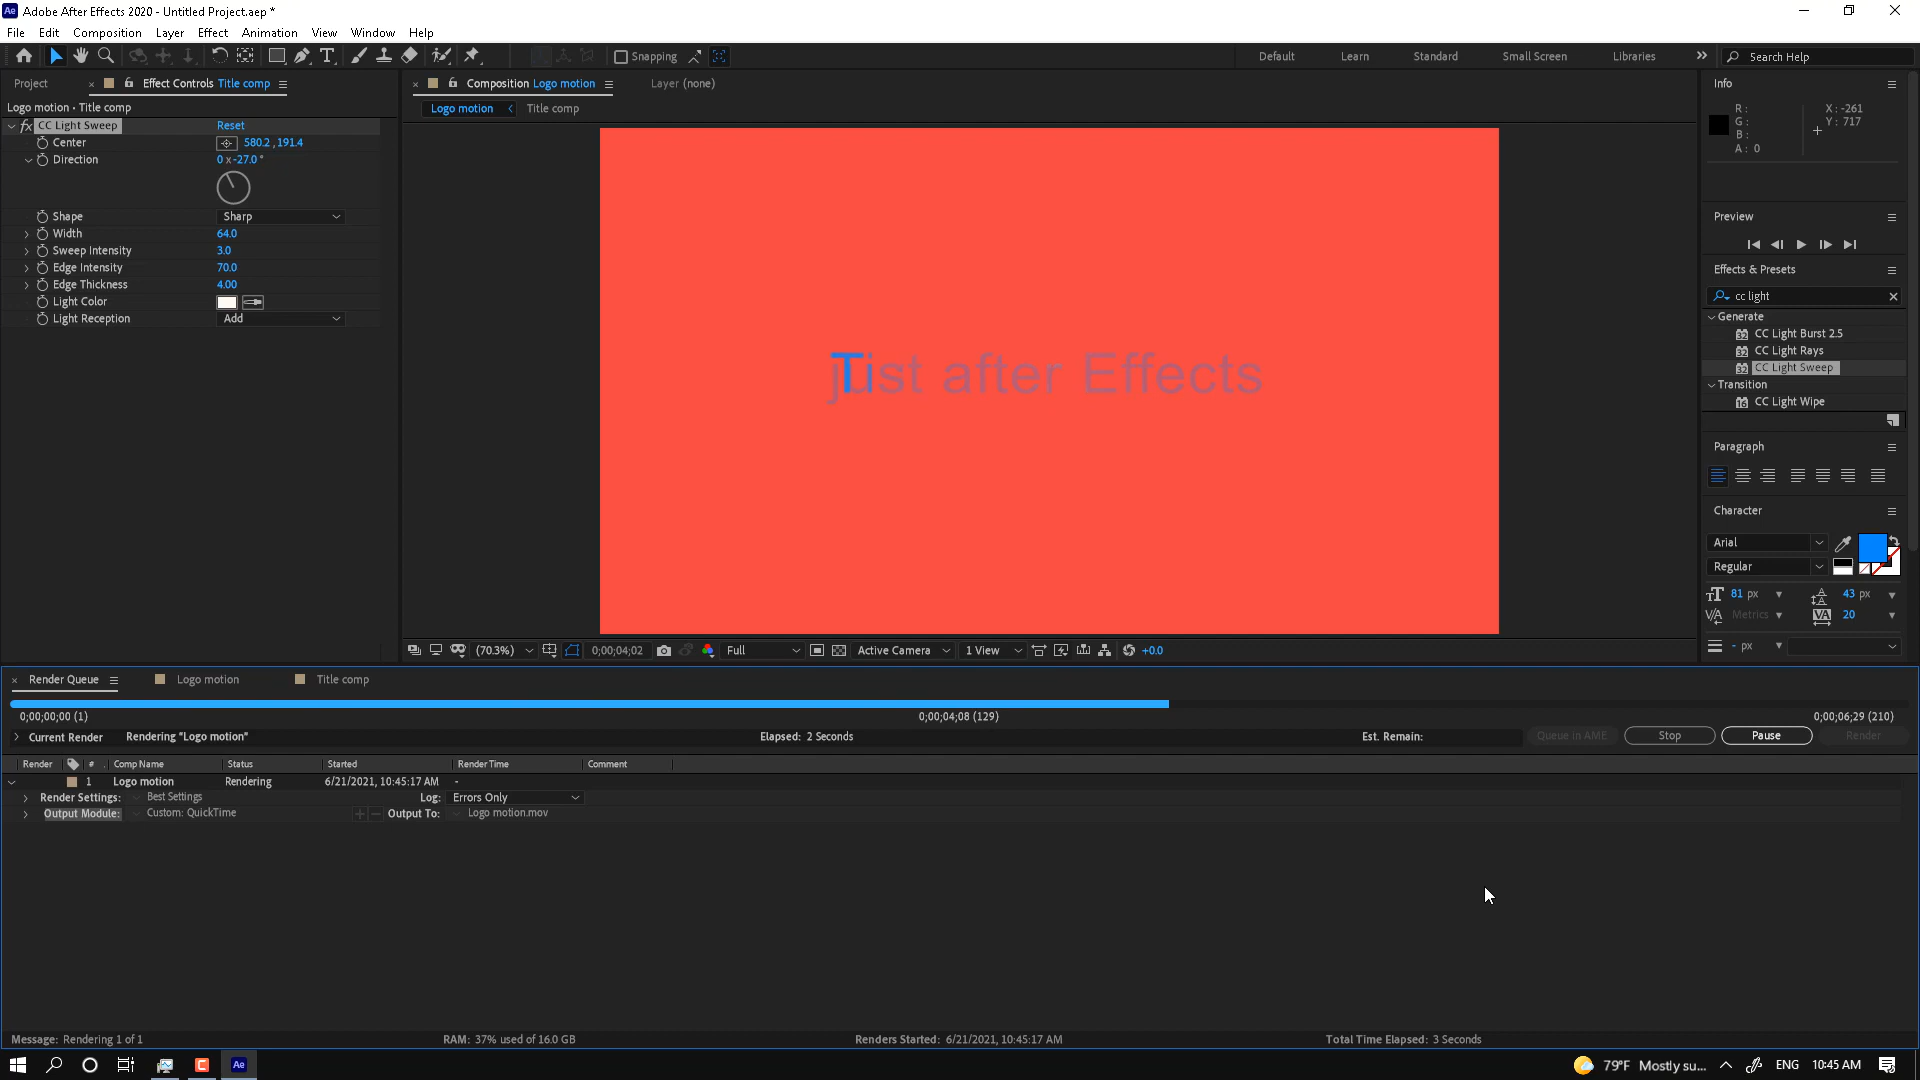 Adobe After Effects 2020 - Untitled Project.aep *
File Edit Composition Layer Effect Animation View Window Help
Snapping Default Learn Standard Small Screen Libraries Search Help
Project Effect Controls Title comp
Logo motion • Title comp
fx CC Light Sweep Reset
Center 580.2 , 191.4
Direction 0 x -27.0 °
Shape Sharp
Width 64.0
Sweep Intensity 3.0
Edge Intensity 70.0
Edge Thickness 4.00
Light Color
Light Reception Add
Composition Logo motion Layer (none)
Logo motion Title comp
Ti
just after Effects
(70.3%) 0;00;04;02 Full Active Camera 1 View +0.0
Info
R :
G :
B :
A : 0
X : -261
Y : 717
Preview
Effects & Presets
cc light
Generate
32 CC Light Burst 2.5
32 CC Light Rays
32 CC Light Sweep
Transition
16 CC Light Wipe
Paragraph
Character
Arial
Regular
81 px 43 px
Metrics 20
- px
Render Queue Logo motion Title comp
0;00;00;00 (1) 0;00;04;08 (129) 0;00;06;29 (210)
Current Render Rendering "Logo motion" Elapsed: 2 Seconds Est. Remain: Queue in AME Stop Pause Render
Render # Comp Name Status Started Render Time Comment
1 Logo motion Rendering 6/21/2021, 10:45:17 AM -
Render Settings: Best Settings Log: Errors Only
Output Module: Custom: QuickTime Output To: Logo motion.mov
Message: Rendering 1 of 1 RAM: 37% used of 16.0 GB Renders Started: 6/21/2021, 10:45:17 AM Total Time Elapsed: 3 Seconds
Ae 79°F Mostly su... ENG 10:45 AM